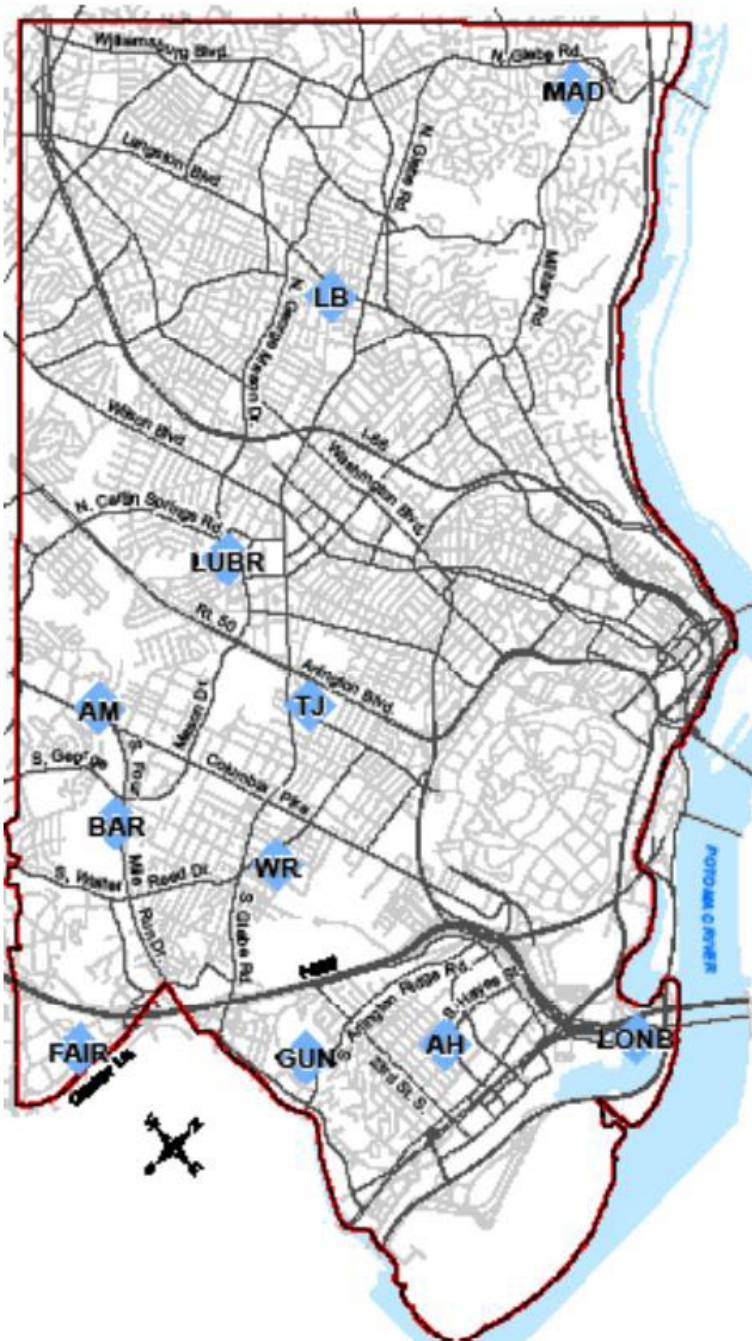 Williamsburg Blvd.
N. Glebe Rd.
MAD
Langston Blvd.
N. Glebe Rd.
Military Rd.
LB
N. George Mason Dr.
Wilson Blvd.
I-66
Washington Blvd.
N. Carlin Springs Rd.
LUBR
Rt. 50
Arlington Blvd.
AM
TJ
S. George
Mason Dr.
S. Four
Columbia Pike
BAR
Mile
WR
S. Walter Reed Dr.
Run Dr.
S. Glebe Rd.
POTOMAC RIVER
I-395
S. Arlington Ridge Rd.
S. Hayes St.
FAIR
GUN
AH
LONB
23rd St. S.